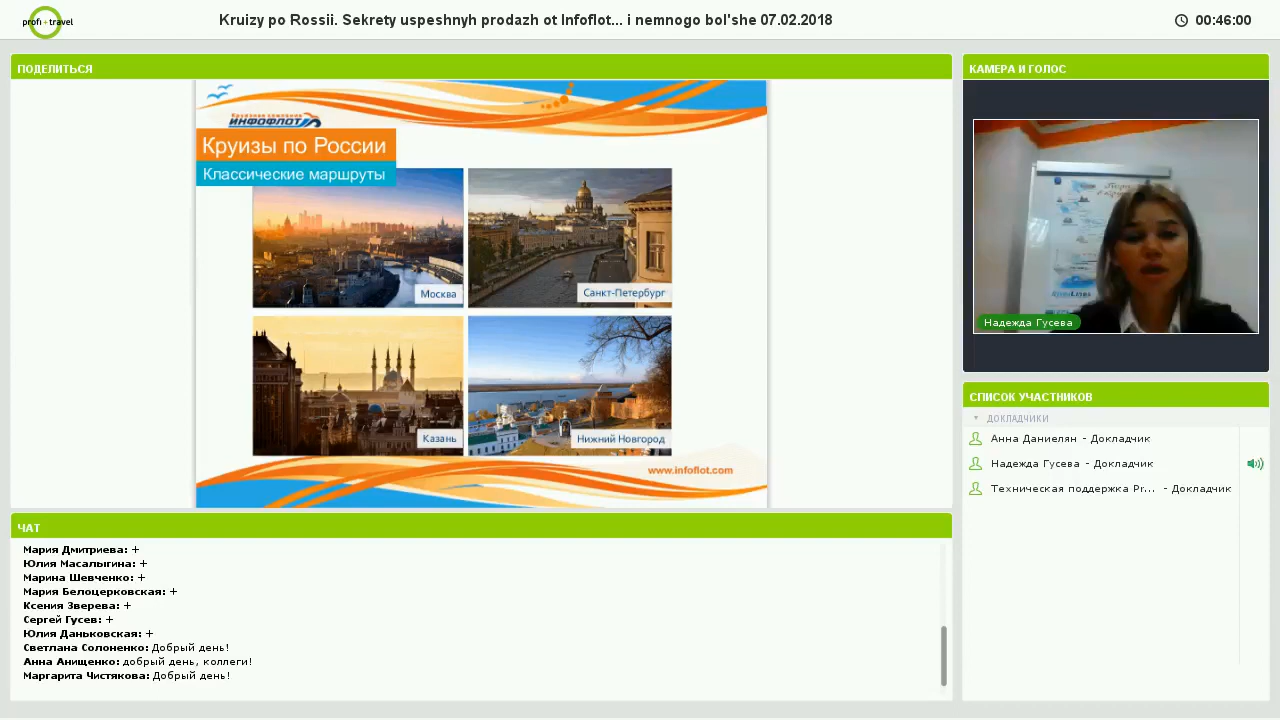 profi+travel
Kruizy po Rossii. Sekrety uspeshnyh prodazh ot Infoflot... i nemnogo bol'she 07.02.2018
00:46:00
ПОДЕЛИТЬСЯ
Круизная компания
ИНФОФЛОТ
Круизы по России
Классические маршруты
Москва
Санкт-Петербург
Казань
Нижний Новгород
www.infoflot.com
КАМЕРА И ГОЛОС
Надежда Гусева
СПИСОК УЧАСТНИКОВ
ДОКЛАДЧИКИ
Анна Даниелян - Докладчик
Надежда Гусева - Докладчик
Техническая поддержка Pr... - Докладчик
ЧАТ
Мария Дмитриева: +
Юлия Масалыгина: +
Марина Шевченко: +
Мария Белоцерковская: +
Ксения Зверева: +
Сергей Гусев: +
Юлия Даньковская: +
Светлана Солоненко: Добрый день!
Анна Анищенко: добрый день, коллеги!
Маргарита Чистякова: Добрый день!